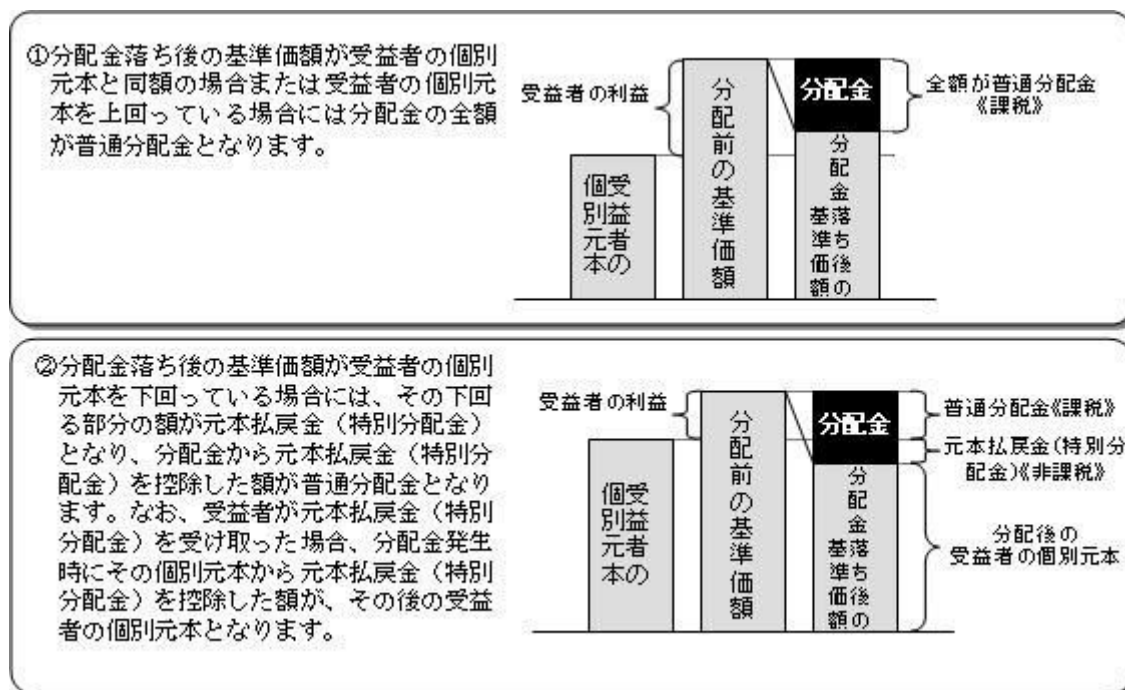 ①分配金落ち後の基準価額が受益者の個別
元本と同額の場合または受益者の個別元
本を上回っている場合には分配金の全額
が普通分配金となります。
受益者の利益
受益者の
個別元本
分配前の基準価額
分配金
分配金落ち後の
基準価額
全額が普通分配金
《課税》
②分配金落ち後の基準価額が受益者の個別
元本を下回っている場合には、その下回
る部分の額が元本払戻金（特別分配金）
となり、分配金から元本払戻金（特別分
配金）を控除した額が普通分配金となり
ます。なお、受益者が元本払戻金（特別
分配金）を受け取った場合、分配金発生
時にその個別元本から元本払戻金（特別
分配金）を控除した額が、その後の受益
者の個別元本となります。
受益者の利益
受益者の
個別元本
分配前の基準価額
分配金
分配金落ち後の
基準価額
普通分配金《課税》
元本払戻金(特別分
配金)《非課税》
分配後の
受益者の個別元本